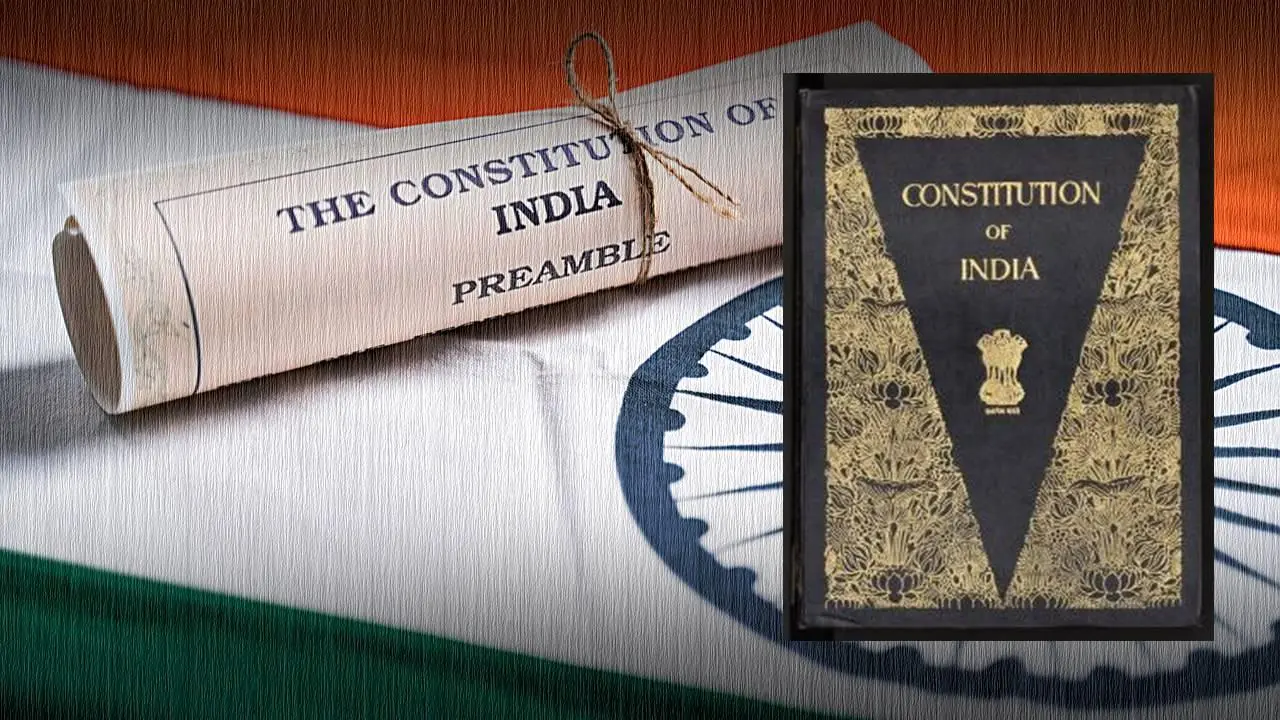 THE CONSTITUTION OF
INDIA
PREAMBLE
CONSTITUTION
OF
INDIA